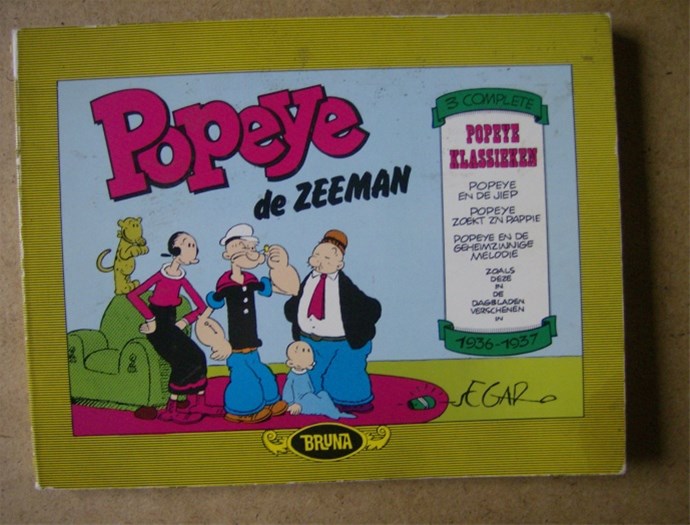 Popeye
de ZEEMAN
3 COMPLETE
POPEYE
KLASSIEKEN
POPEYE
EN DE JIEP
POPEYE
ZOEKT Z'N PAPPIE
POPEYE EN DE
GEHEIMZINNIGE
MELODIE
ZOALS
DEZE
IN
DE
DAGBLADEN
VERSCHENEN
IN
1936-1937
SEGAR
BRUNA